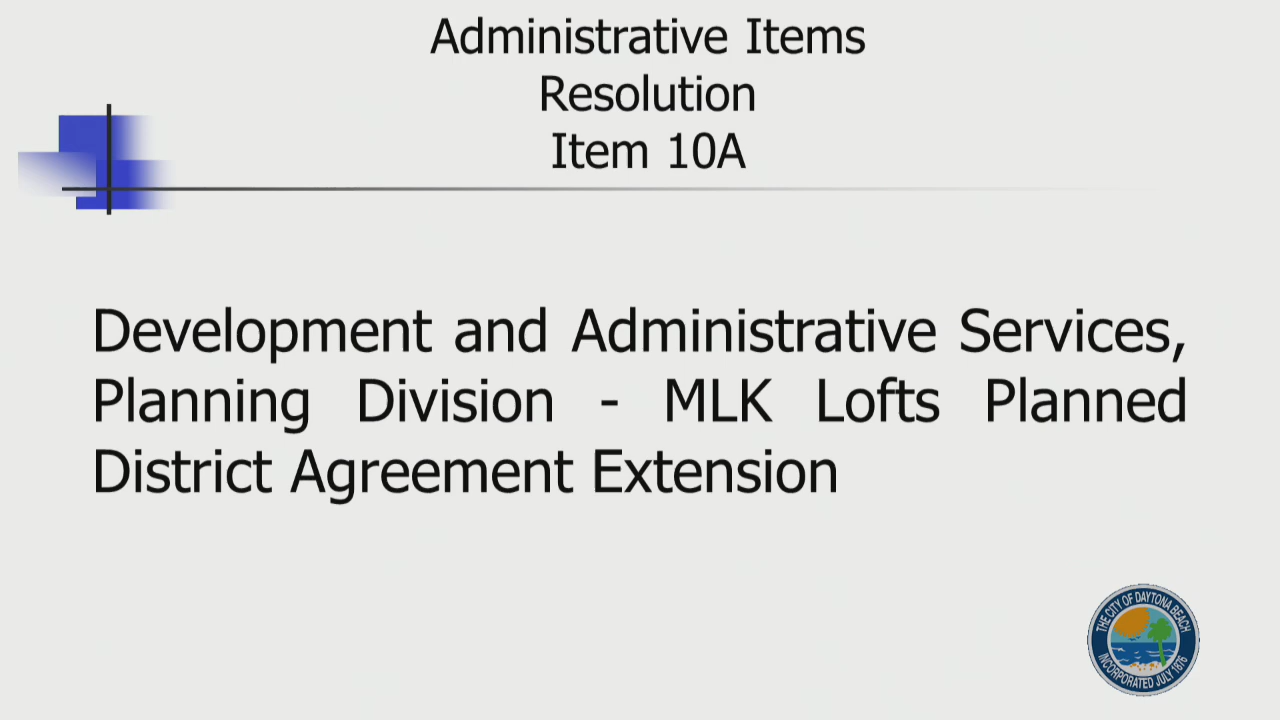 Administrative Items
Resolution
Item 10A
Development and Administrative Services,
Planning Division - MLK Lofts Planned
District Agreement Extension
THE CITY OF DAYTONA BEACH
INCORPORATED JULY 1876